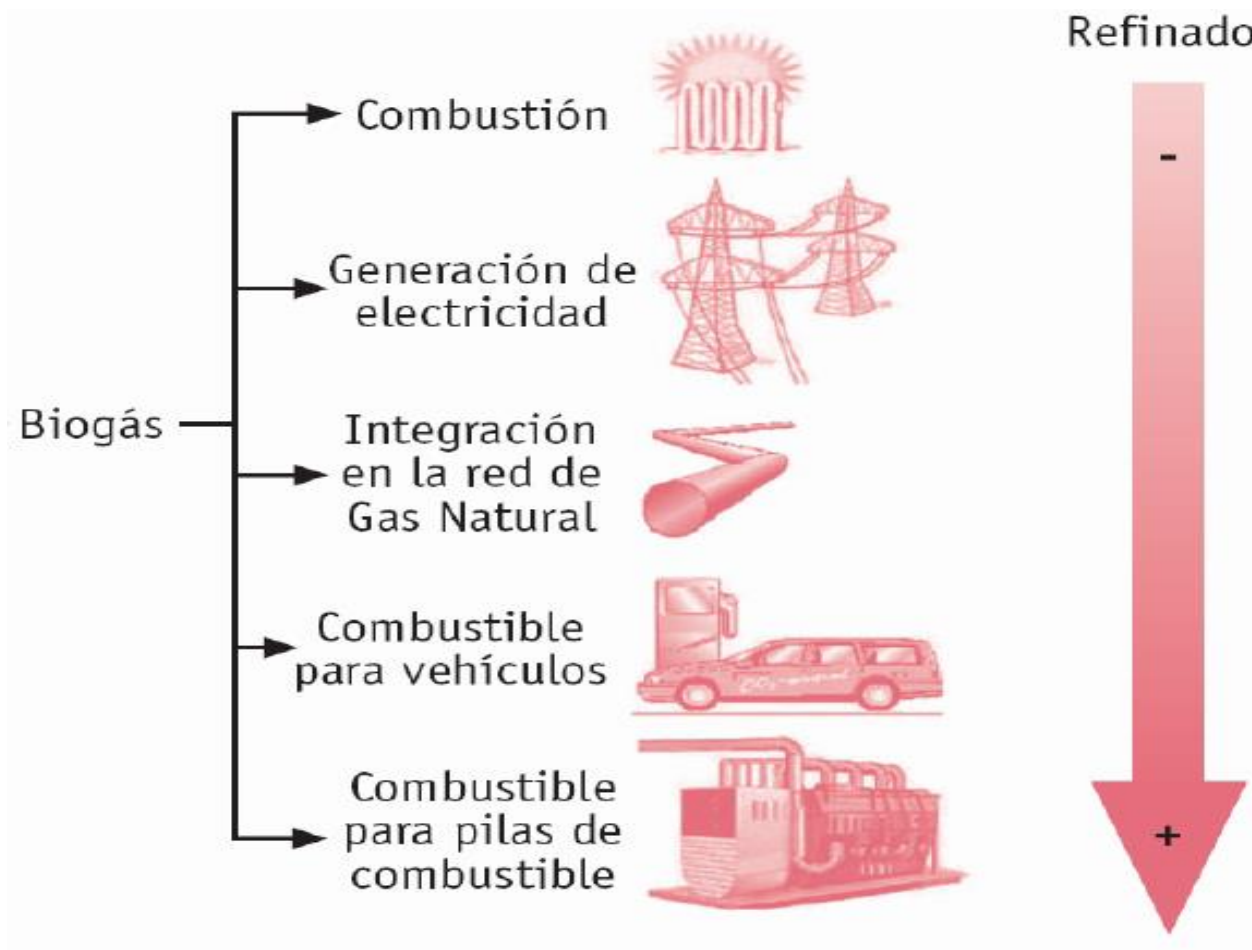 Refinado
Combustión
-
Generación de
electricidad
Biogás
Integración
en la red de
Gas Natural
Combustible
para vehículos
Combustible
para pilas de
combustible
+